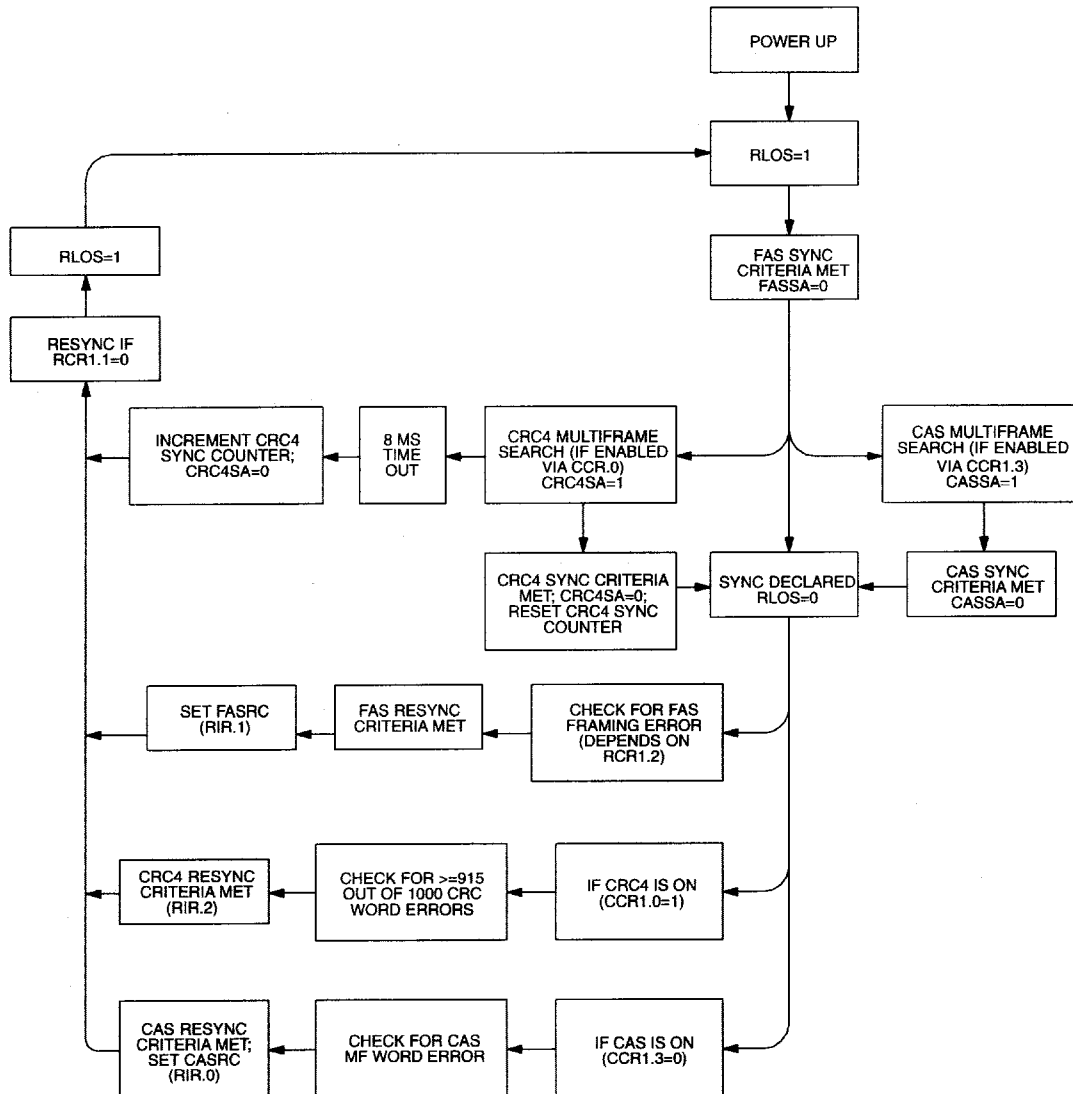 POWER UP
RLOS=1
RLOS=1
FAS SYNC
CRITERIA MET
FASSA=0
RESYNC IF
RCR1.1=0
INCREMENT CRC4
SYNC COUNTER;
CRC4SA=0
8 MS
TIME
OUT
CRC4 MULTIFRAME
SEARCH (IF ENABLED
VIA CCR.0)
CRC4SA=1
CAS MULTIFRAME
SEARCH (IF ENABLED
VIA CCR1.3)
CASSA=1
CRC4 SYNC CRITERIA
MET; CRC4SA=0;
RESET CRC4 SYNC
COUNTER
SYNC DECLARED
RLOS=0
CAS SYNC
CRITERIA MET
CASSA=0
SET FASRC
(RIR.1)
FAS RESYNC
CRITERIA MET
CHECK FOR FAS
FRAMING ERROR
(DEPENDS ON
RCR1.2)
CRC4 RESYNC
CRITERIA MET
(RIR.2)
CHECK FOR >=915
OUT OF 1000 CRC
WORD ERRORS
IF CRC4 IS ON
(CCR1.0=1)
CAS RESYNC
CRITERIA MET;
SET CASRC
(RIR.0)
CHECK FOR CAS
MF WORD ERROR
IF CAS IS ON
(CCR1.3=0)